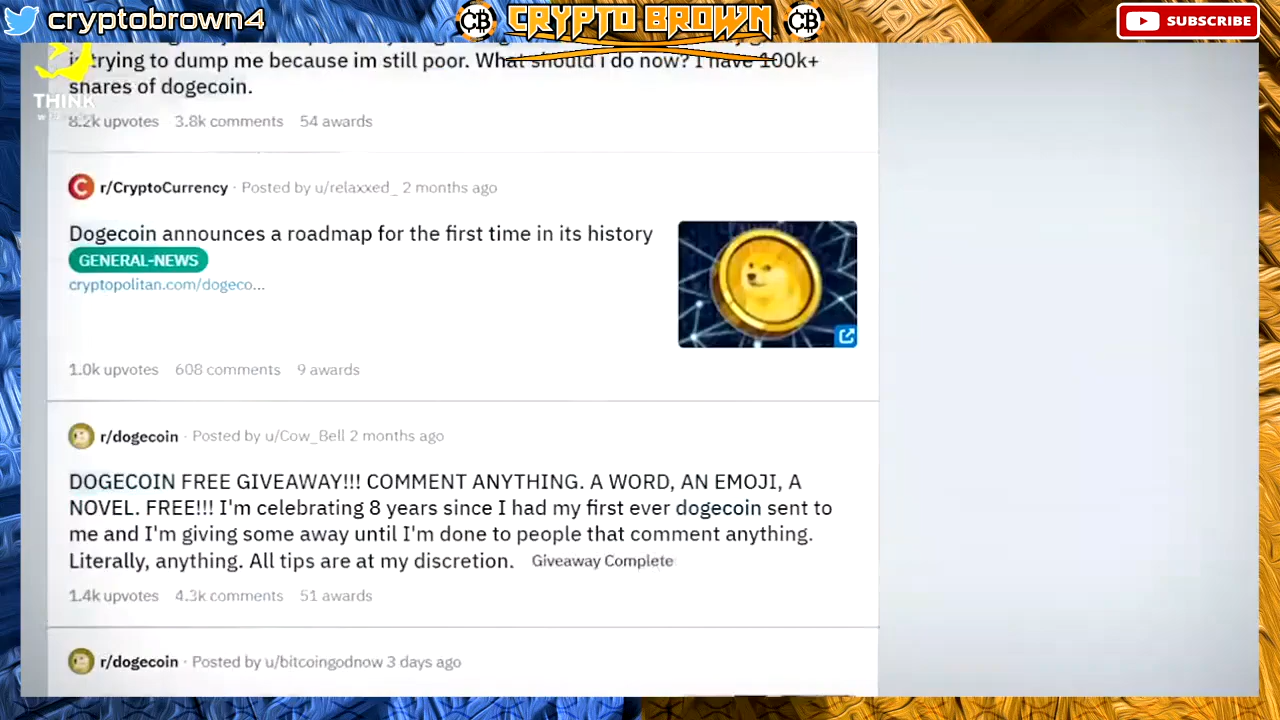 cryptobrown4
CRYPTO BROWN
SUBSCRIBE
THINK
is trying to dump me because im still poor. What should i do now? I have 100k+
shares of dogecoin.
8.2k upvotes 3.8k comments 54 awards
r/CryptoCurrency · Posted by u/relaxxed_ 2 months ago
Dogecoin announces a roadmap for the first time in its history
GENERAL-NEWS
cryptopolitan.com/dogeco...
1.0k upvotes 608 comments 9 awards
r/dogecoin · Posted by u/Cow_Bell 2 months ago
DOGECOIN FREE GIVEAWAY!!! COMMENT ANYTHING. A WORD, AN EMOJI, A
NOVEL. FREE!!! I'm celebrating 8 years since I had my first ever dogecoin sent to
me and I'm giving some away until I'm done to people that comment anything.
Literally, anything. All tips are at my discretion. Giveaway Complete
1.4k upvotes 4.3k comments 51 awards
r/dogecoin · Posted by u/bitcoingodnow 3 days ago